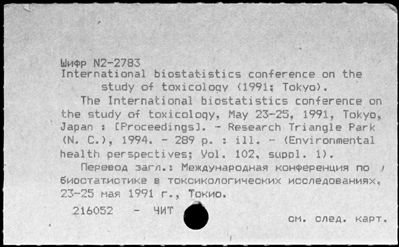 Шифр N2-2783
International biostatistics conference on the
study of toxicology (1991; Tokyo).
The International biostatistics conference on
the study of toxicology, May 23-25, 1991, Tokyo,
Japan : [Proceedings]. - Research Triangle Park
(N. C.), 1994. - 289 p. : ill. - (Environmental
health perspectives; Vol. 102, suppl. 1).
Перевод загл.: Международная конференция по
биостатистике в токсикологических исследованиях,
23-25 мая 1991 г., Токио.
216052 - ЧИТ
см. след. карт.